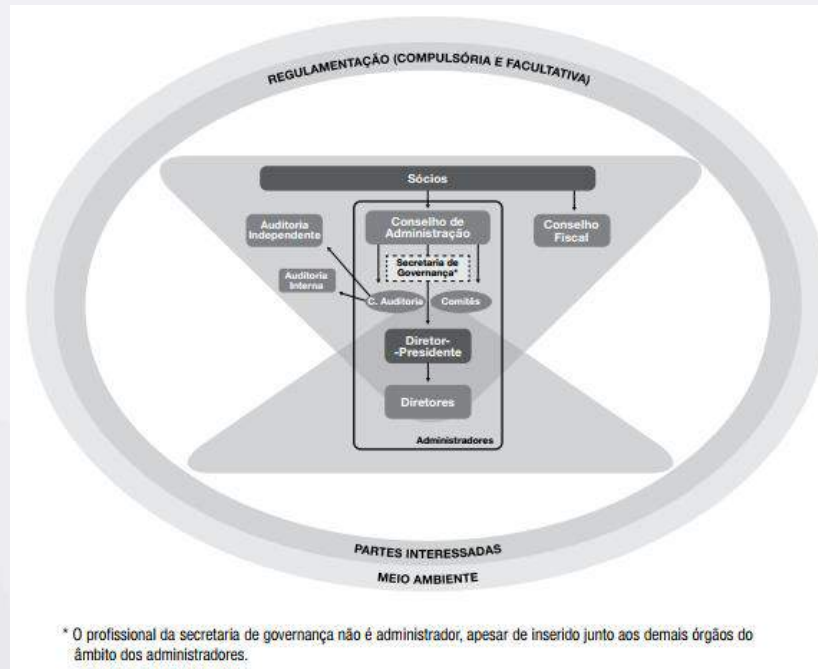 REGULAMENTAÇÃO (COMPULSÓRIA E FACULTATIVA)
Sócios
Auditoria
Independente
Conselho de
Administração
Conselho
Fiscal
Secretaria de
Governança*
Auditoria
Interna
C. Auditoria
Comitês
Diretor-
-Presidente
Diretores
Administradores
PARTES INTERESSADAS
MEIO AMBIENTE
* O profissional da secretaria de governança não é administrador, apesar de inserido junto aos demais órgãos do
âmbito dos administradores.